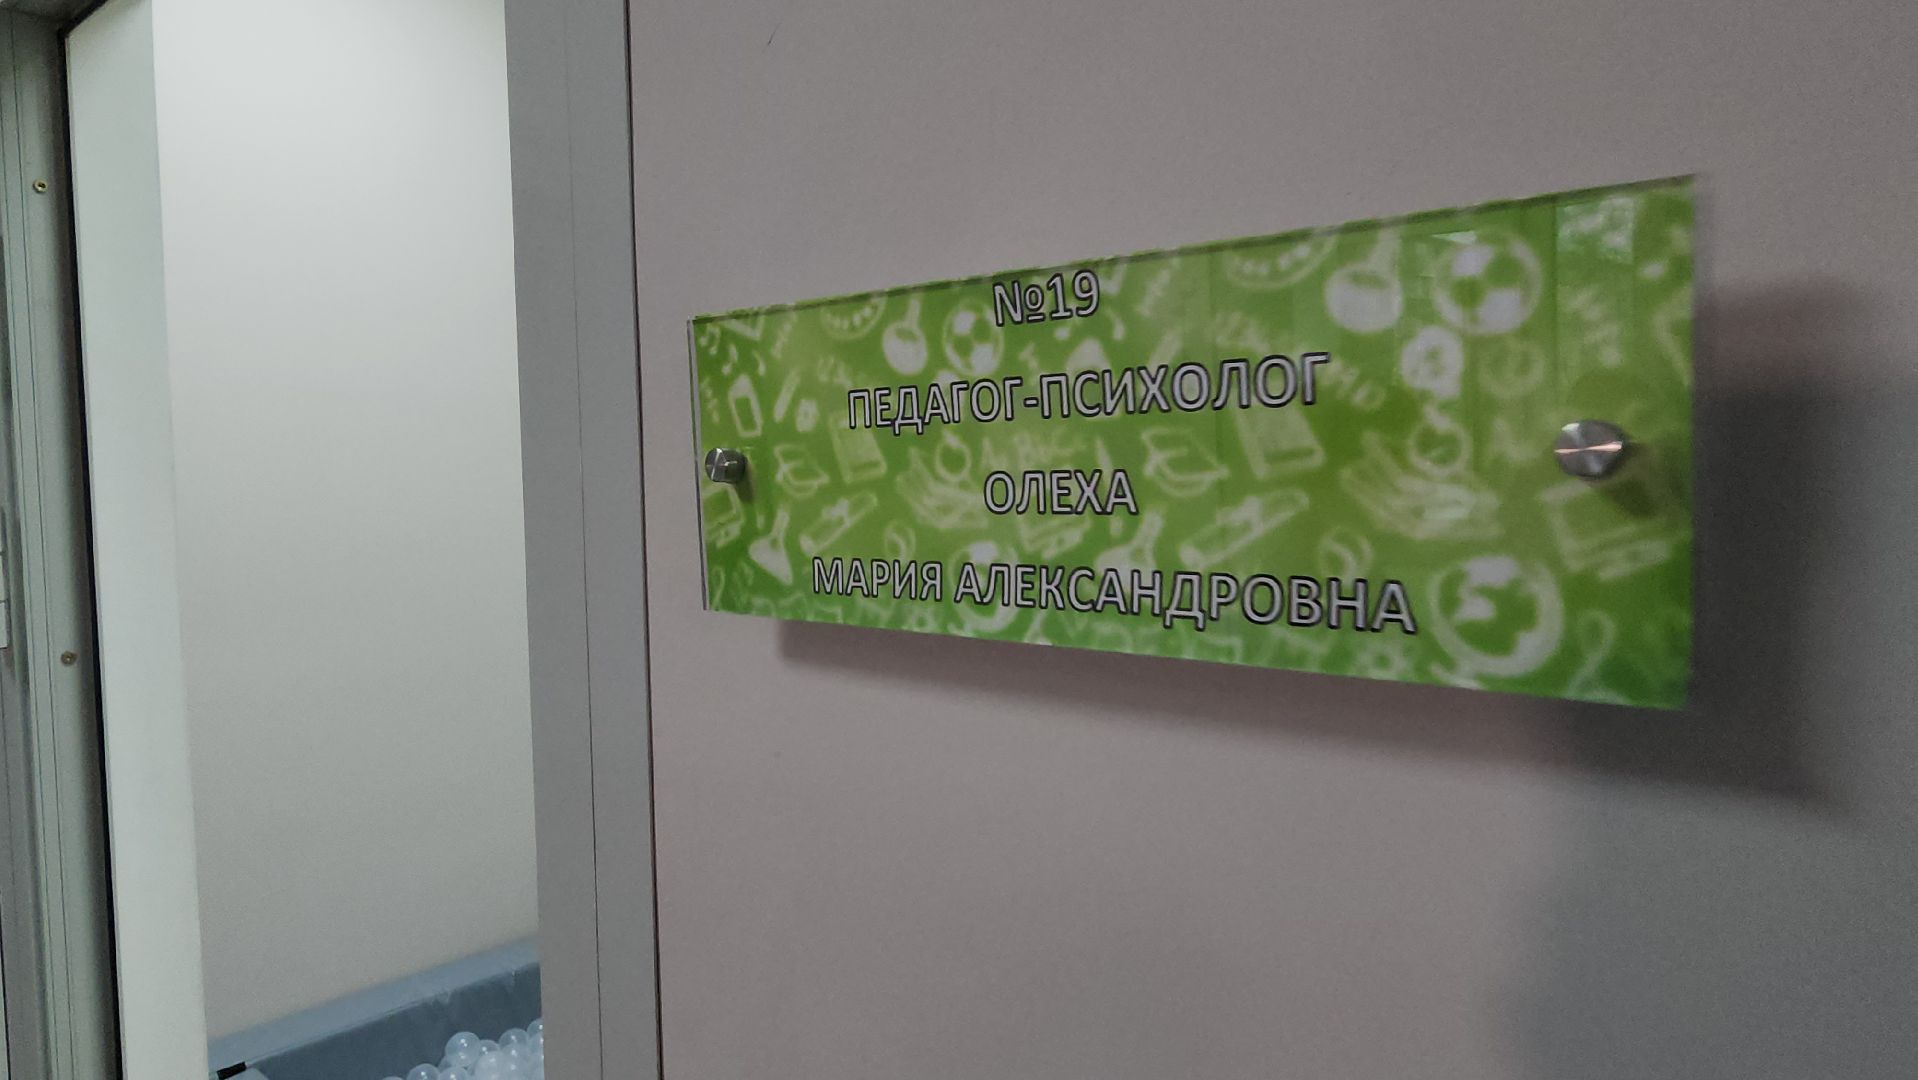 №19
ПЕДАГОГ-ПСИХОЛОГ
ОЛЕХА
МАРИЯ АЛЕКСАНДРОВНА